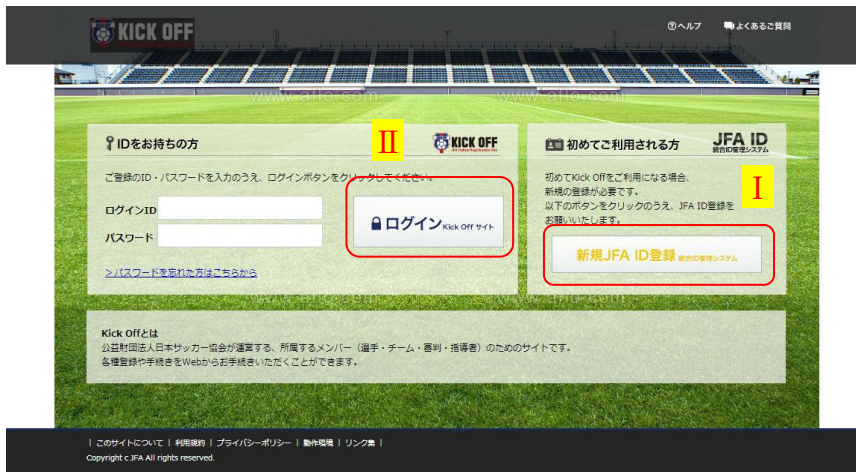 KICK OFF
ヘルプ よくあるご質問
www.aflo.com www.aflo.com
IDをお持ちの方
II
KICK OFF
ご登録のID・パスワードを入力のうえ、ログインボタンをクリックしてください。
ログインID
パスワード
ログイン Kick Off サイト
>パスワードを忘れた方はこちらから
初めてご利用される方
JFA ID
統合ID管理システム
I
初めてKick Offをご利用になる場合、
新規の登録が必要です。
以下のボタンをクリックのうえ、JFA ID登録を
お願いいたします。
新規JFA ID登録 統合ID管理システム
www.aflo.com www.aflo.com
Kick Offとは
公益財団法人日本サッカー協会が運営する、所属するメンバー（選手・チーム・審判・指導者）のためのサイトです。
各種登録や手続きをWebからお手続きいただくことができます。
| このサイトについて | 利用規約 | プライバシーポリシー | 動作環境 | リンク集 |
Copyright c JFA All rights reserved.